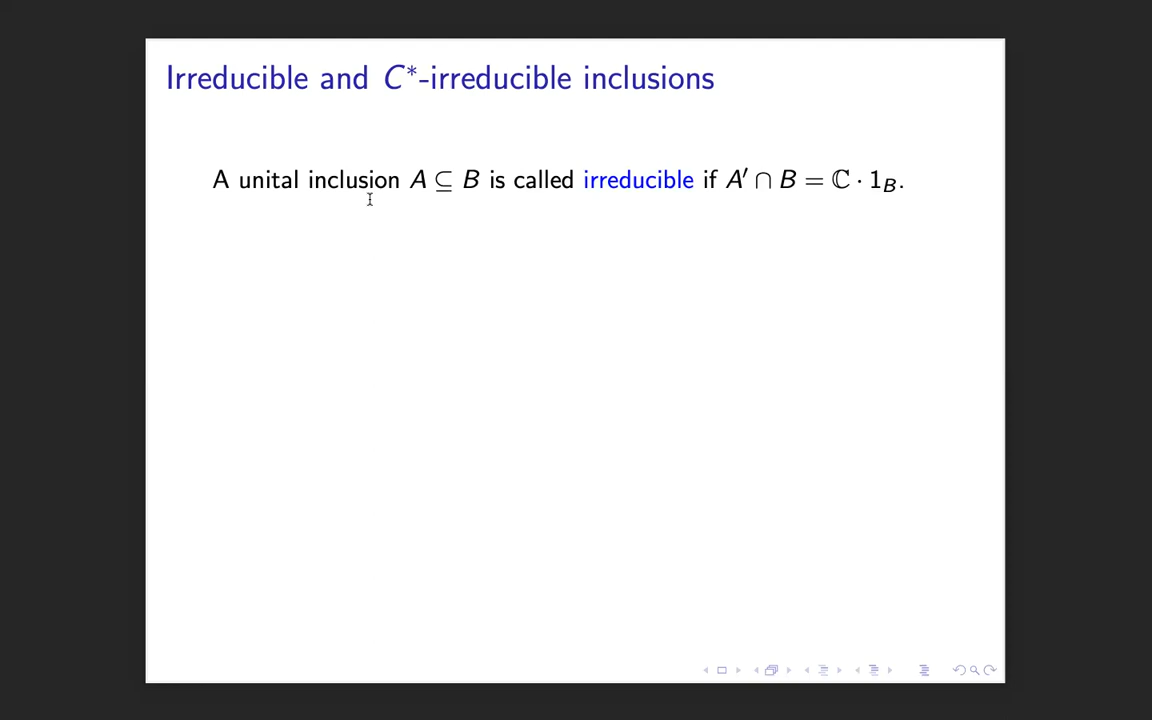 Irreducible and C*-irreducible inclusions
A unital inclusion A ⊆ B is called irreducible if A′ ∩ B = ℂ · 1_B.